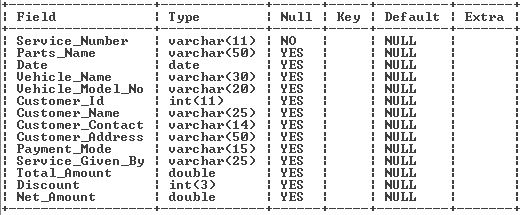 Field | Type | Null | Key | Default | Extra
Service_Number | varchar(11) | NO | | NULL |
Parts_Name | varchar(50) | YES | | NULL |
Date | date | YES | | NULL |
Vehicle_Name | varchar(30) | YES | | NULL |
Vehicle_Model_No | varchar(20) | YES | | NULL |
Customer_Id | int(11) | YES | | NULL |
Customer_Name | varchar(25) | YES | | NULL |
Customer_Contact | varchar(14) | YES | | NULL |
Customer_Address | varchar(50) | YES | | NULL |
Payment_Mode | varchar(15) | YES | | NULL |
Service_Given_By | varchar(25) | YES | | NULL |
Total_Amount | double | YES | | NULL |
Discount | int(3) | YES | | NULL |
Net_Amount | double | YES | | NULL |